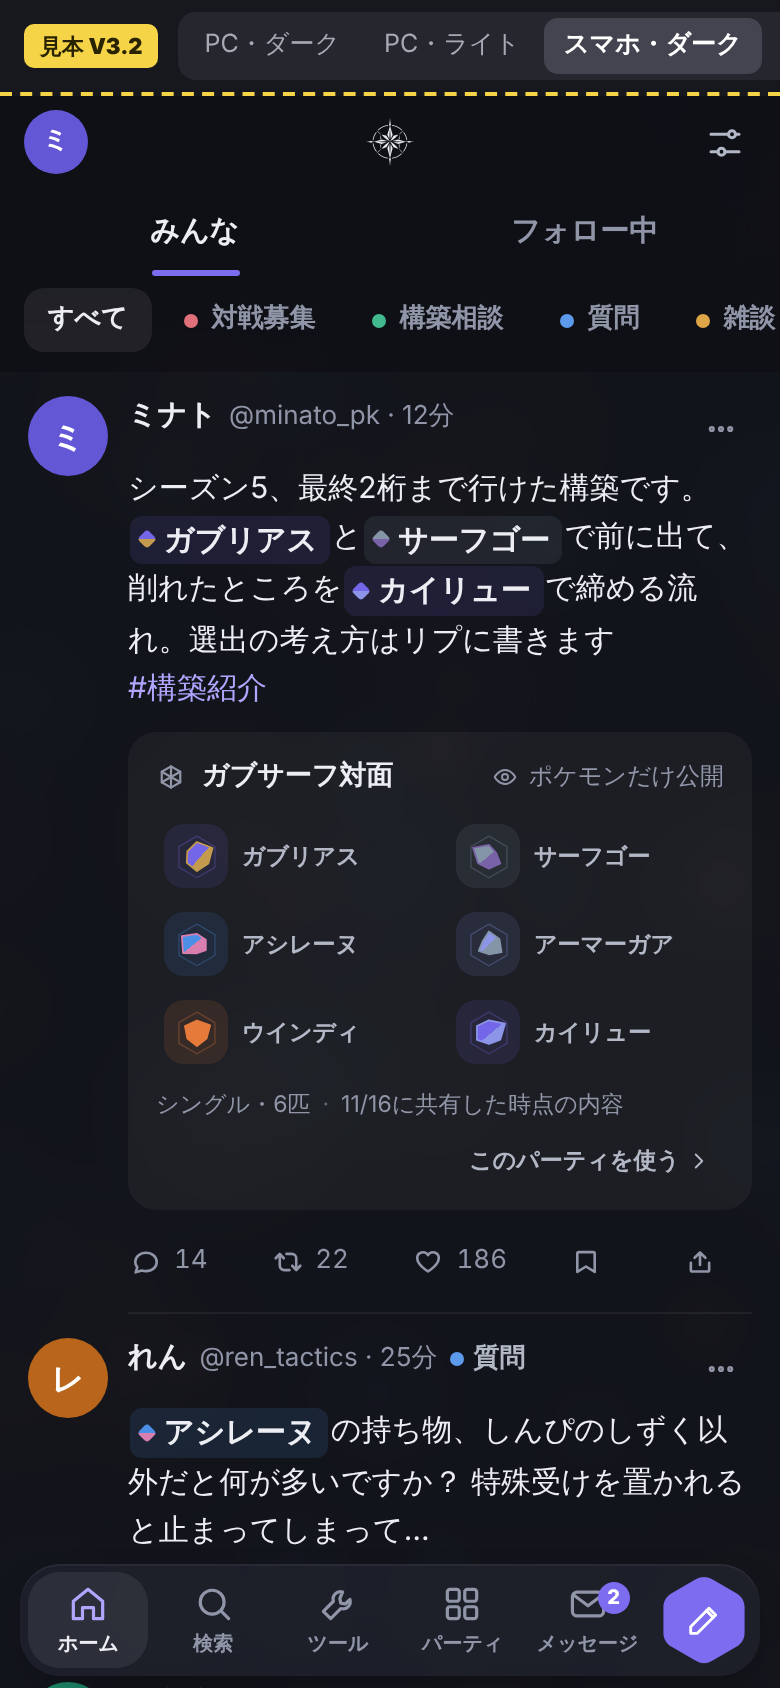 見本 V3.2 PC・ダーク PC・ライト スマホ・ダーク
ミ
みんな フォロー中
すべて 対戦募集 構築相談 質問 雑談
ミ
ミナト @minato_pk · 12分
シーズン5、最終2桁まで行けた構築です。
ガブリアス と サーフゴー で前に出て、
削れたところを カイリュー で締める流
れ。選出の考え方はリプに書きます
#構築紹介
ガブサーフ対面 ポケモンだけ公開
ガブリアス サーフゴー
アシレーヌ アーマーガア
ウインディ カイリュー
シングル・6匹 · 11/16に共有した時点の内容
このパーティを使う
14 22 186
レ
れん @ren_tactics · 25分 質問
アシレーヌ の持ち物、しんぴのしずく以
外だと何が多いですか？ 特殊受けを置かれる
と止まってしまって…
2
ホーム 検索 ツール パーティ メッセージ